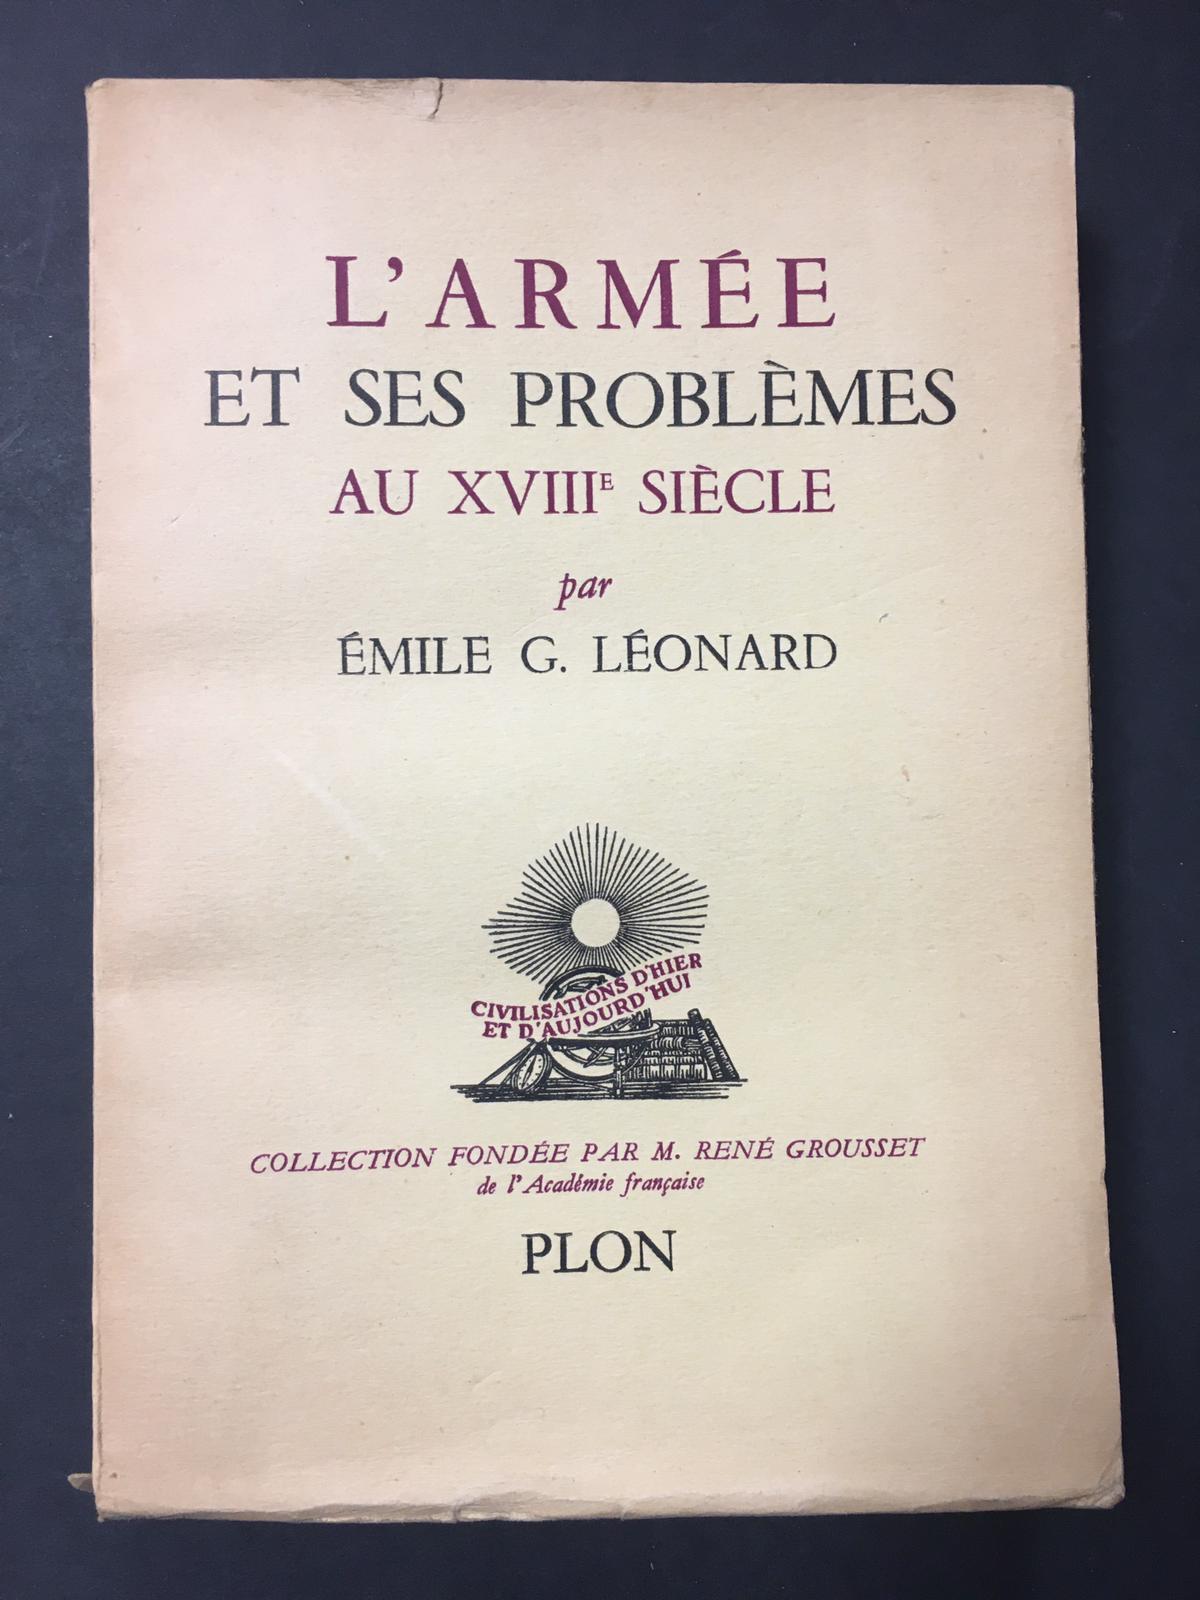 L'ARMÉE
ET SES PROBLÈMES
AU XVIIIE SIÈCLE
par
ÉMILE G. LÉONARD
CIVILISATIONS D'HIER
ET D'AUJOURD'HUI
COLLECTION FONDÉE PAR M. RENÉ GROUSSET
de l'Académie française
PLON